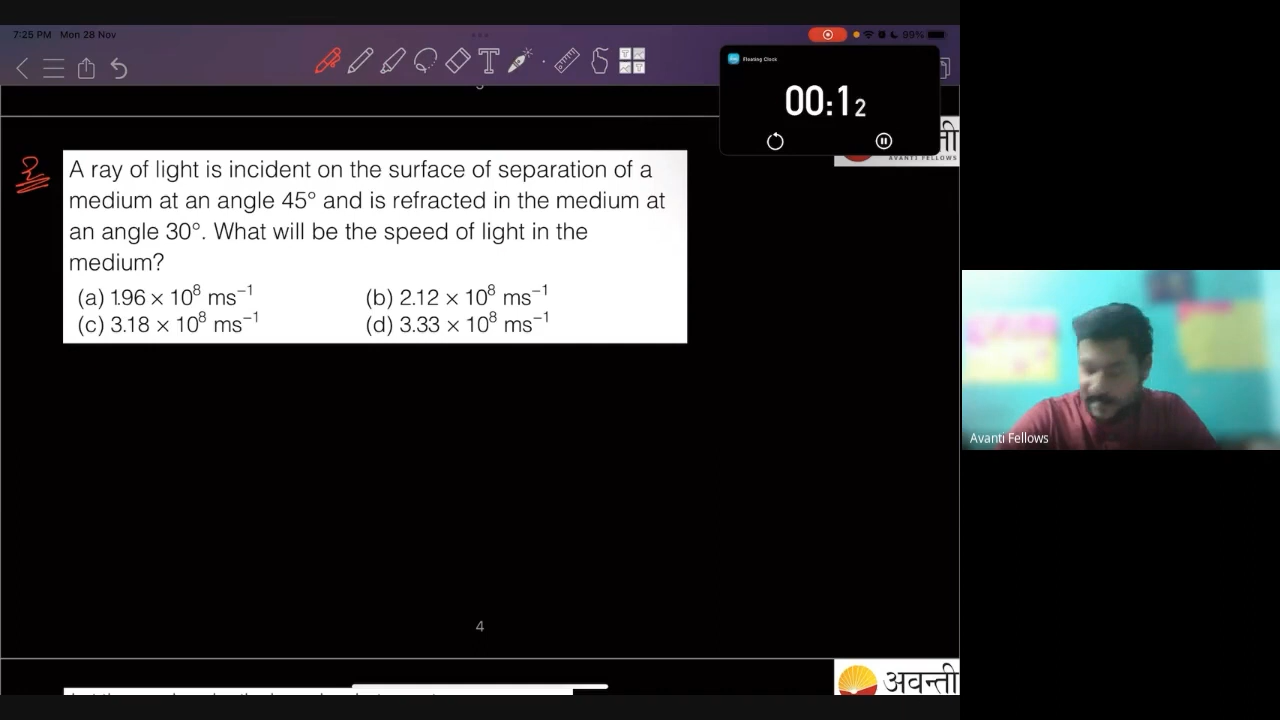 7:25 PM Mon 28 Nov
99%
Floating Clock
00:12
ती
AVANTI FELLOWS
2
A ray of light is incident on the surface of separation of a
medium at an angle 45° and is refracted in the medium at
an angle 30°. What will be the speed of light in the
medium?
(a) 1.96 × 10⁸ ms⁻¹ (b) 2.12 × 10⁸ ms⁻¹
(c) 3.18 × 10⁸ ms⁻¹ (d) 3.33 × 10⁸ ms⁻¹
Avanti Fellows
4
अवन्ती